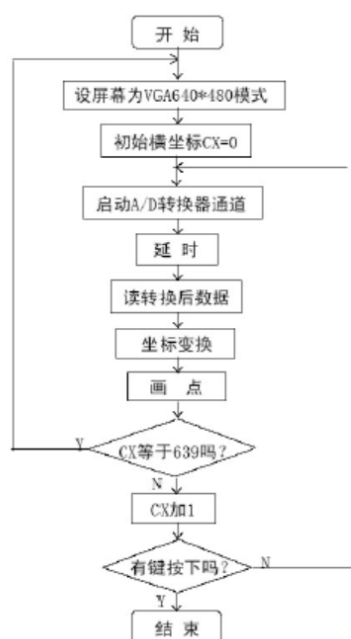 开 始
设屏幕为VGA640*480模式
初始横坐标CX=0
启动A/D转换器通道
延 时
读转换后数据
坐标变换
画 点
Y
CX等于639吗?
N
CX加1
有键按下吗?
N
Y
结 束